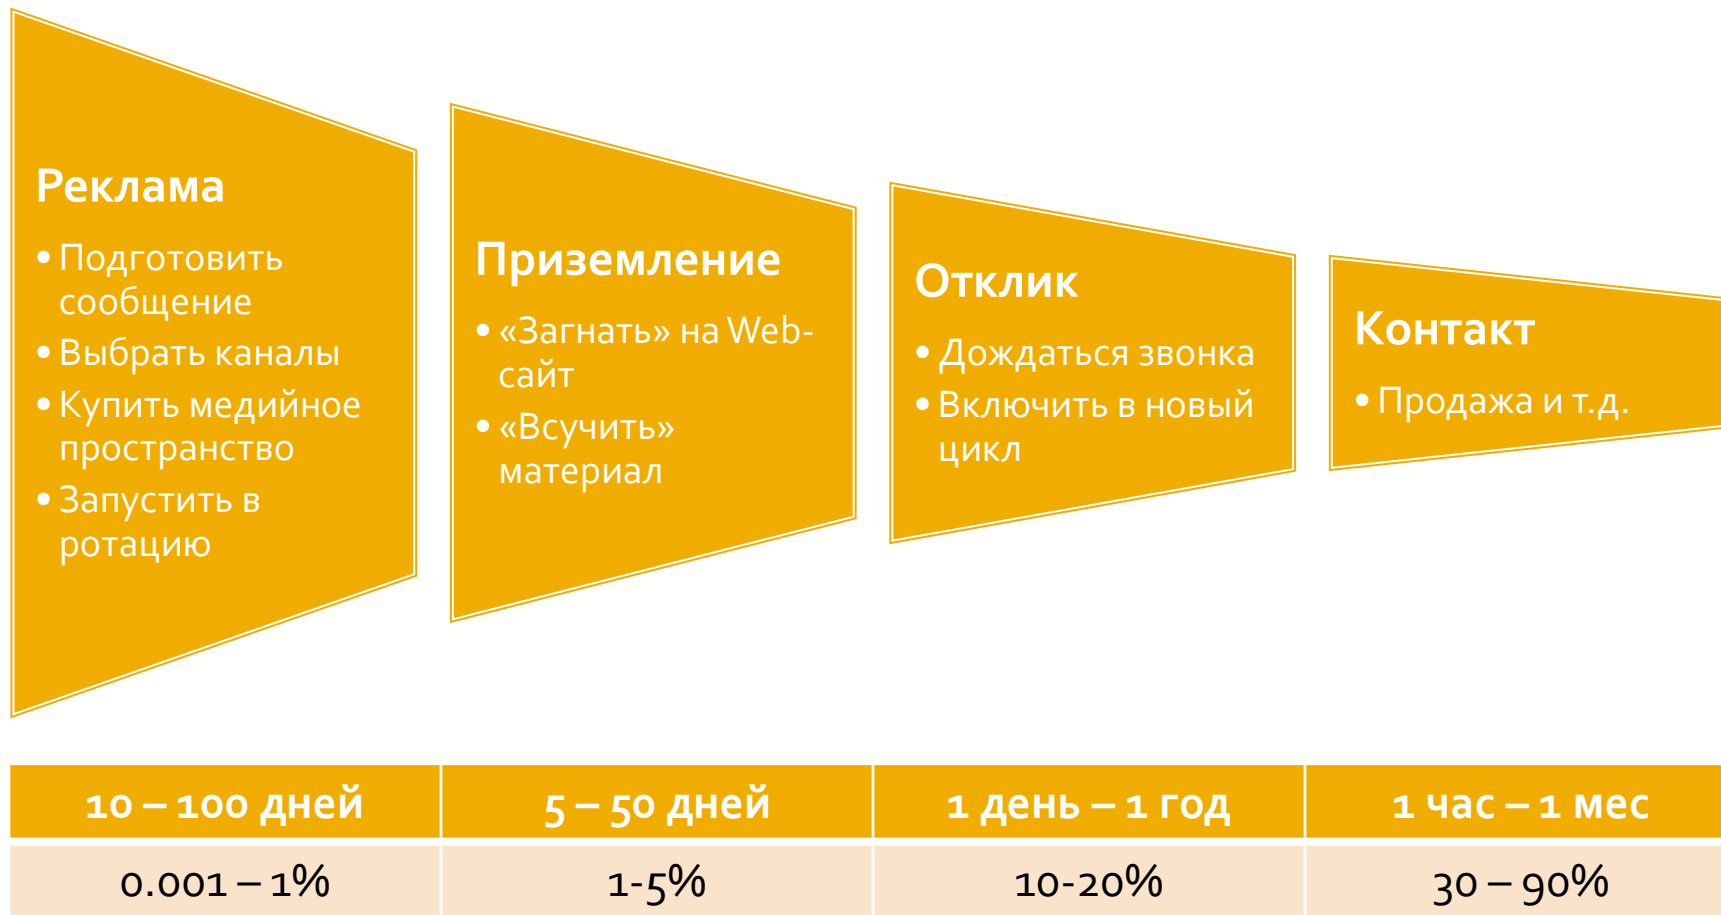 Реклама
• Подготовить
сообщение
• Выбрать каналы
• Купить медийное
пространство
• Запустить в
ротацию
Приземление
• «Загнать» на Web-
сайт
• «Всучить»
материал
Отклик
• Дождаться звонка
• Включить в новый
цикл
Контакт
• Продажа и т.д.
10 – 100 дней
5 – 50 дней
1 день – 1 год
1 час – 1 мес
0.001 – 1%
1-5%
10-20%
30 – 90%